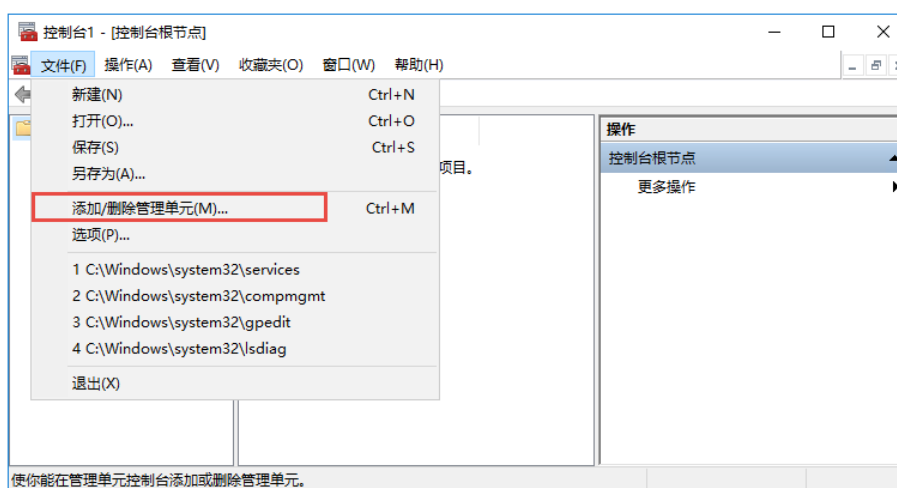 控制台1 - [控制台根节点]
文件(F) 操作(A) 查看(V) 收藏夹(O) 窗口(W) 帮助(H)
新建(N) Ctrl+N
打开(O)... Ctrl+O
保存(S) Ctrl+S
另存为(A)...
添加/删除管理单元(M)... Ctrl+M
选项(P)...
1 C:\Windows\system32\services
2 C:\Windows\system32\compmgmt
3 C:\Windows\system32\gpedit
4 C:\Windows\system32\lsdiag
退出(X)
项目。
操作
控制台根节点
更多操作
使你能在管理单元控制台添加或删除管理单元。